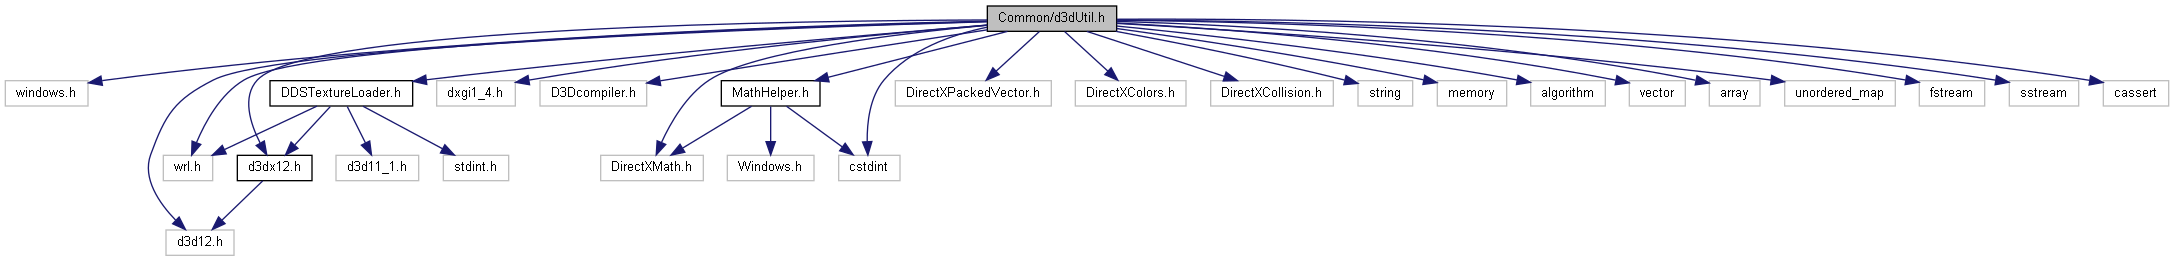 Common/d3dUtil.h
windows.h
DDSTextureLoader.h
dxgi1_4.h
D3Dcompiler.h
MathHelper.h
DirectXPackedVector.h
DirectXColors.h
DirectXCollision.h
string
memory
algorithm
vector
array
unordered_map
fstream
sstream
cassert
wrl.h
d3dx12.h
d3d11_1.h
stdint.h
DirectXMath.h
Windows.h
cstdint
d3d12.h